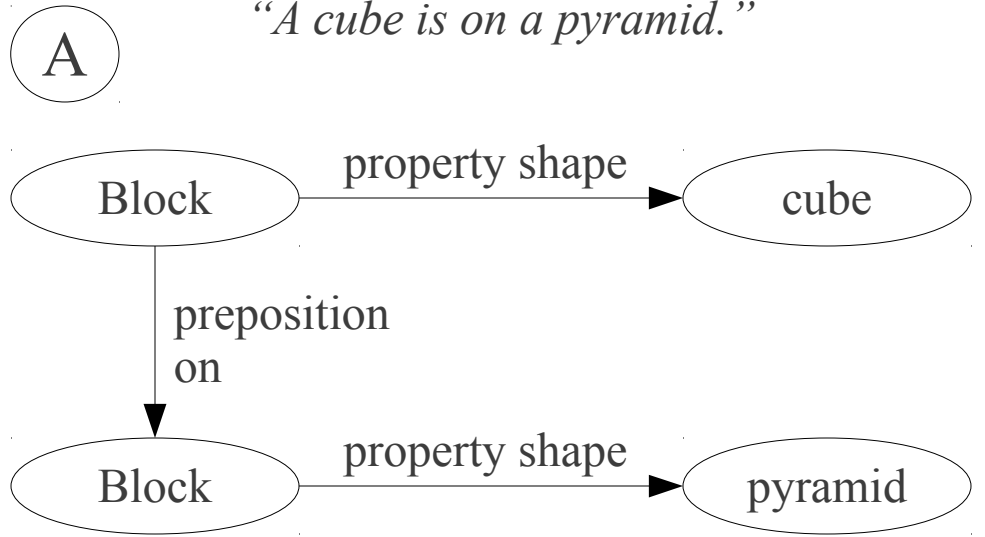 “A cube is on a pyramid.”
A
property shape
Block
cube
preposition
on
property shape
Block
pyramid